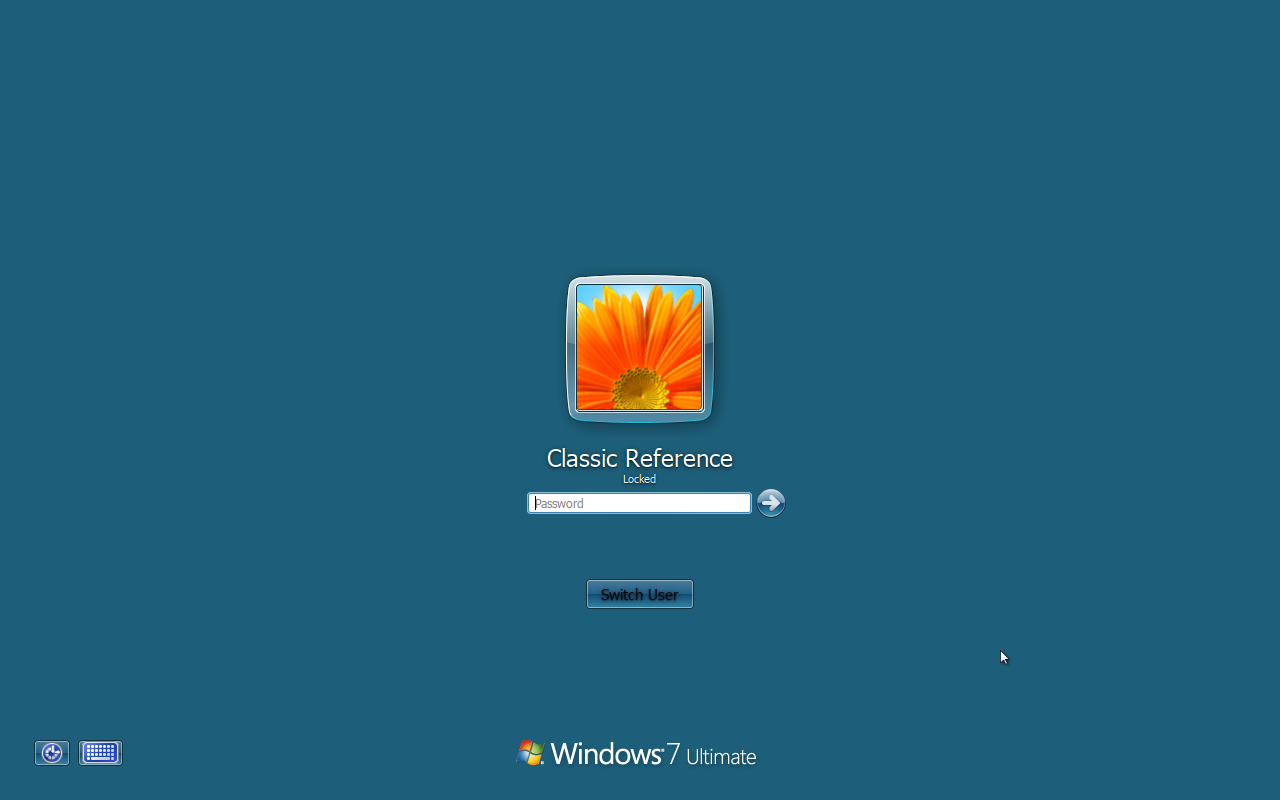 Classic Reference
Locked
Password
Switch User
Windows 7 Ultimate